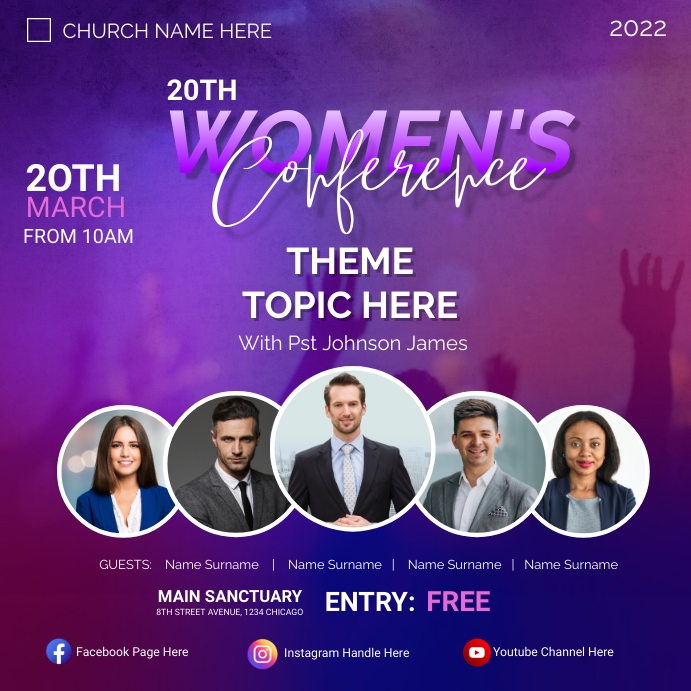 CHURCH NAME HERE
2022
20TH
WOMEN'S
Conference
20TH
MARCH
FROM 10AM
THEME
TOPIC HERE
With Pst Johnson James
GUESTS: Name Surname | Name Surname | Name Surname | Name Surname
MAIN SANCTUARY
8TH STREET AVENUE, 1234 CHICAGO
ENTRY: FREE
Facebook Page Here
Instagram Handle Here
Youtube Channel Here